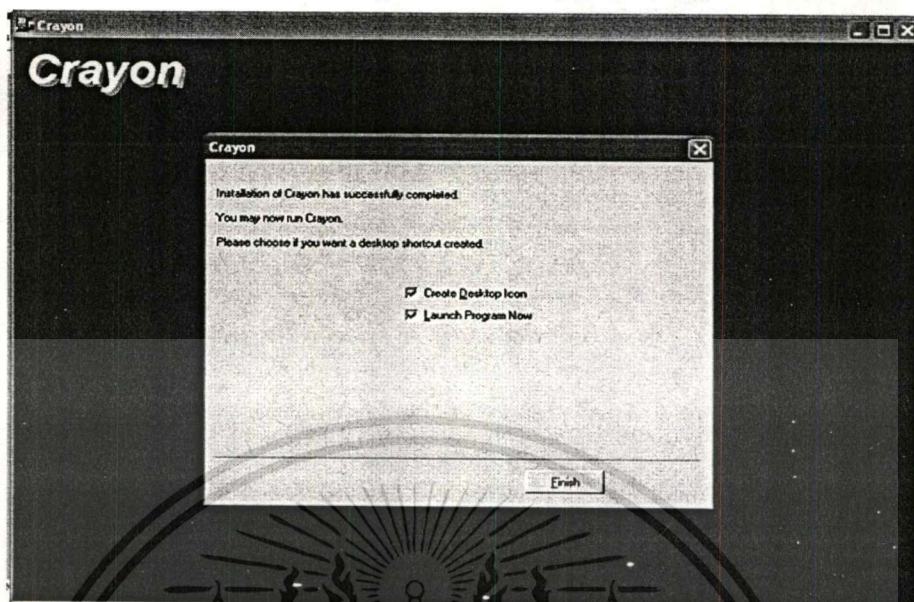 Crayon
Crayon
Crayon
Installation of Crayon has successfully completed.
You may now run Crayon.
Please choose if you want a desktop shortcut created.
Create Desktop Icon
Launch Program Now
Finish